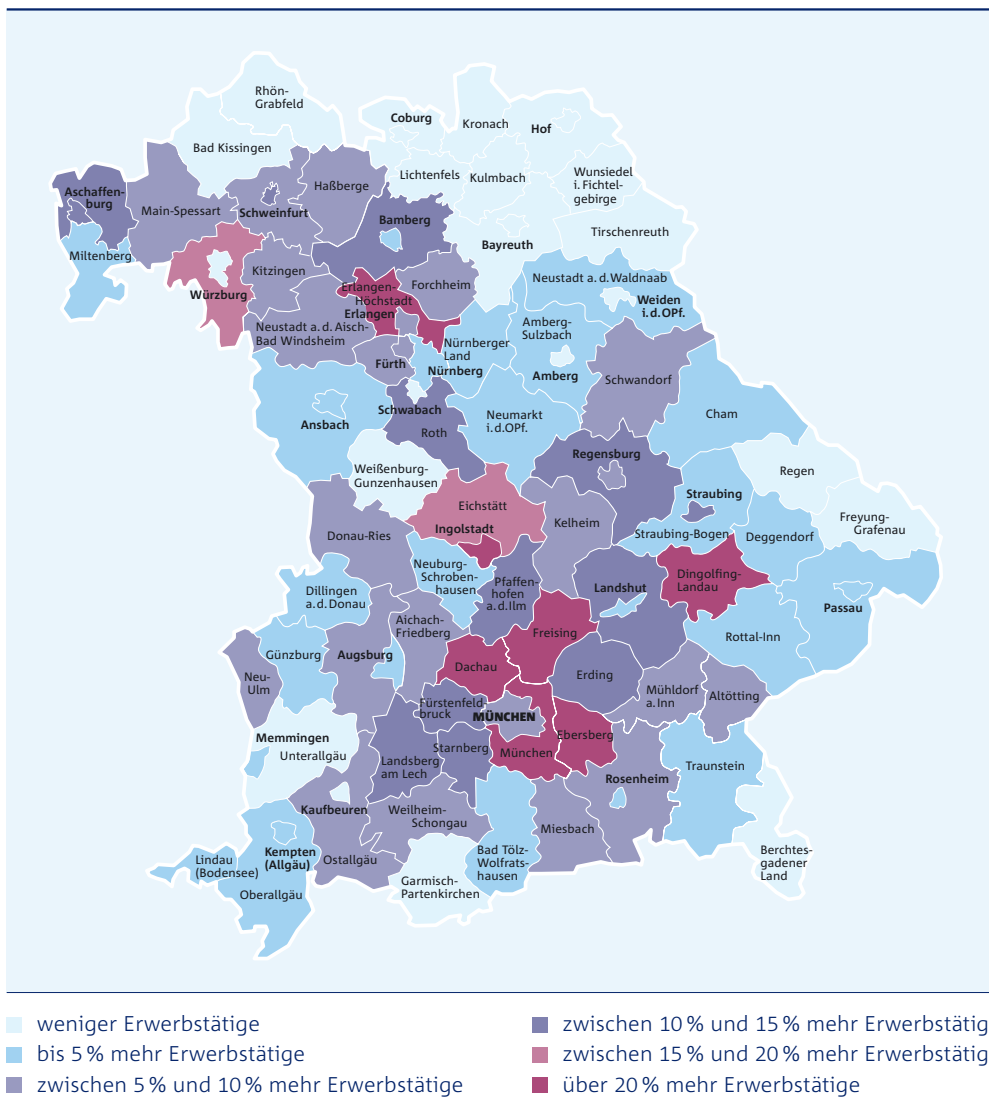 Rhön-
Grabfeld
Coburg
Kronach
Hof
Bad Kissingen
Lichtenfels
Kulmbach
Wunsiedel
i. Fichtel-
gebirge
Aschaffen-
burg
Main-Spessart
Schweinfurt
Haßberge
Bamberg
Bayreuth
Tirschenreuth
Miltenberg
Würzburg
Kitzingen
Erlangen-
Höchstadt
Erlangen
Forchheim
Neustadt a. d. Waldnaab
Weiden
i. d. OPf.
Neustadt a. d. Aisch-
Bad Windsheim
Fürth
Nürnberger
Land
Nürnberg
Amberg-
Sulzbach
Amberg
Schwandorf
Ansbach
Schwabach
Roth
Neumarkt
i. d. OPf.
Cham
Weißenburg-
Gunzenhausen
Regensburg
Straubing
Regen
Eichstätt
Ingolstadt
Kelheim
Straubing-Bogen
Deggendorf
Freyung-
Grafenau
Donau-Ries
Neuburg-
Schroben-
hausen
Pfaffen-
hofen
a. d. Ilm
Landshut
Dingolfing-
Landau
Passau
Dillingen
a. d. Donau
Aichach-
Friedberg
Freising
Rottal-Inn
Günzburg
Augsburg
Dachau
Erding
Neu-
Ulm
Mühldorf
a. Inn
Altötting
Fürstenfeld
bruck
MÜNCHEN
Memmingen
Unterallgäu
Landsberg
am Lech
Starnberg
München
Ebersberg
Rosenheim
Traunstein
Kaufbeuren
Weilheim-
Schongau
Miesbach
Lindau
(Bodensee)
Kempten
(Allgäu)
Oberallgäu
Ostallgäu
Garmisch-
Partenkirchen
Bad Tölz-
Wolfrats-
hausen
Berchtes-
gadener
Land
weniger Erwerbstätige
bis 5 % mehr Erwerbstätige
zwischen 5 % und 10 % mehr Erwerbstätige
zwischen 10 % und 15 % mehr Erwerbstätig
zwischen 15 % und 20 % mehr Erwerbstätig
über 20 % mehr Erwerbstätige